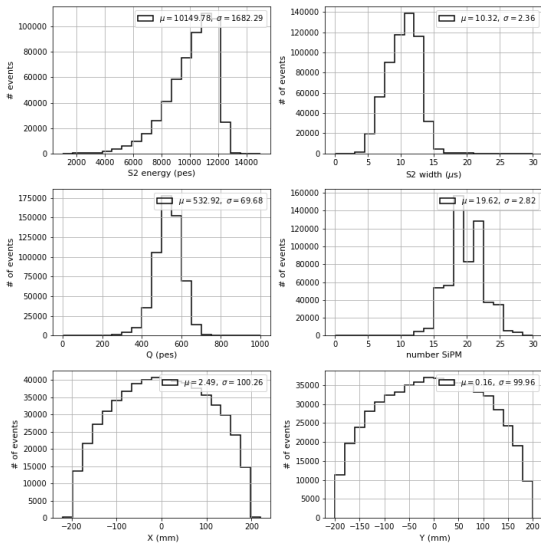 μ = 10149.78, σ = 1682.29
100000
80000
60000
40000
20000
0
# events
2000 4000 6000 8000 10000 12000 14000
S2 energy (pes)
μ = 10.32, σ = 2.36
140000
120000
100000
80000
60000
40000
20000
0
# of events
0 5 10 15 20 25 30
S2 width (μs)
μ = 532.92, σ = 69.68
175000
150000
125000
100000
75000
50000
25000
0
# of events
0 200 400 600 800 1000
Q (pes)
μ = 19.62, σ = 2.82
160000
140000
120000
100000
80000
60000
40000
20000
0
# of events
0 5 10 15 20 25 30
number SiPM
μ = 2.49, σ = 100.26
40000
35000
30000
25000
20000
15000
10000
5000
0
# of events
−200 −100 0 100 200
X (mm)
μ = 0.16, σ = 99.96
35000
30000
25000
20000
15000
10000
5000
0
# of events
−200 −150 −100 −50 0 50 100 150 200
Y (mm)